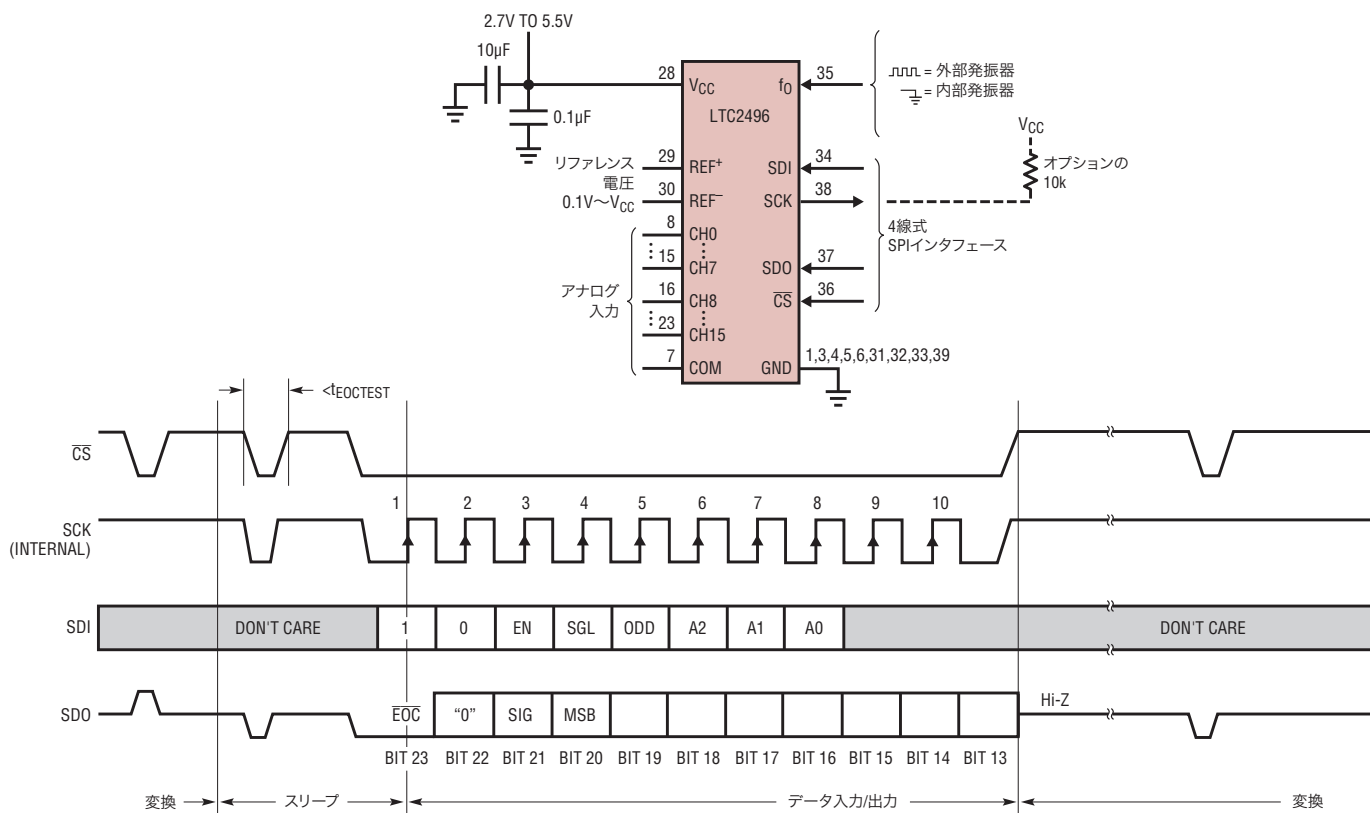 2.7V TO 5.5V
10µF
0.1µF
28
VCC
LTC2496
fO
35
= 外部発振器
= 内部発振器
リファレンス
電圧
0.1V～VCC
29
REF+
30
REF–
SDI
34
SCK
38
VCC
オプションの
10k
4線式
SPIインタフェース
アナログ
入力
8
CH0
15
CH7
16
CH8
23
CH15
7
COM
SDO
37
CS
36
GND
1,3,4,5,6,31,32,33,39
<tEOCTEST
CS
SCK
(INTERNAL)
1 2 3 4 5 6 7 8 9 10
SDI
DON'T CARE
1
0
EN
SGL
ODD
A2
A1
A0
DON'T CARE
SDO
EOC
“0”
SIG
MSB
Hi-Z
BIT 23 BIT 22 BIT 21 BIT 20 BIT 19 BIT 18 BIT 17 BIT 16 BIT 15 BIT 14 BIT 13
変換
スリープ
データ入力/出力
変換